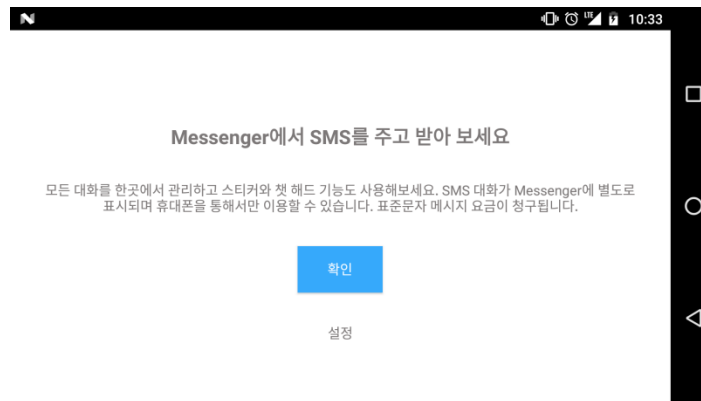 LTE 10:33
Messenger에서 SMS를 주고 받아 보세요
모든 대화를 한곳에서 관리하고 스티커와 챗 헤드 기능도 사용해보세요. SMS 대화가 Messenger에 별도로
표시되며 휴대폰을 통해서만 이용할 수 있습니다. 표준문자 메시지 요금이 청구됩니다.
확인
설정